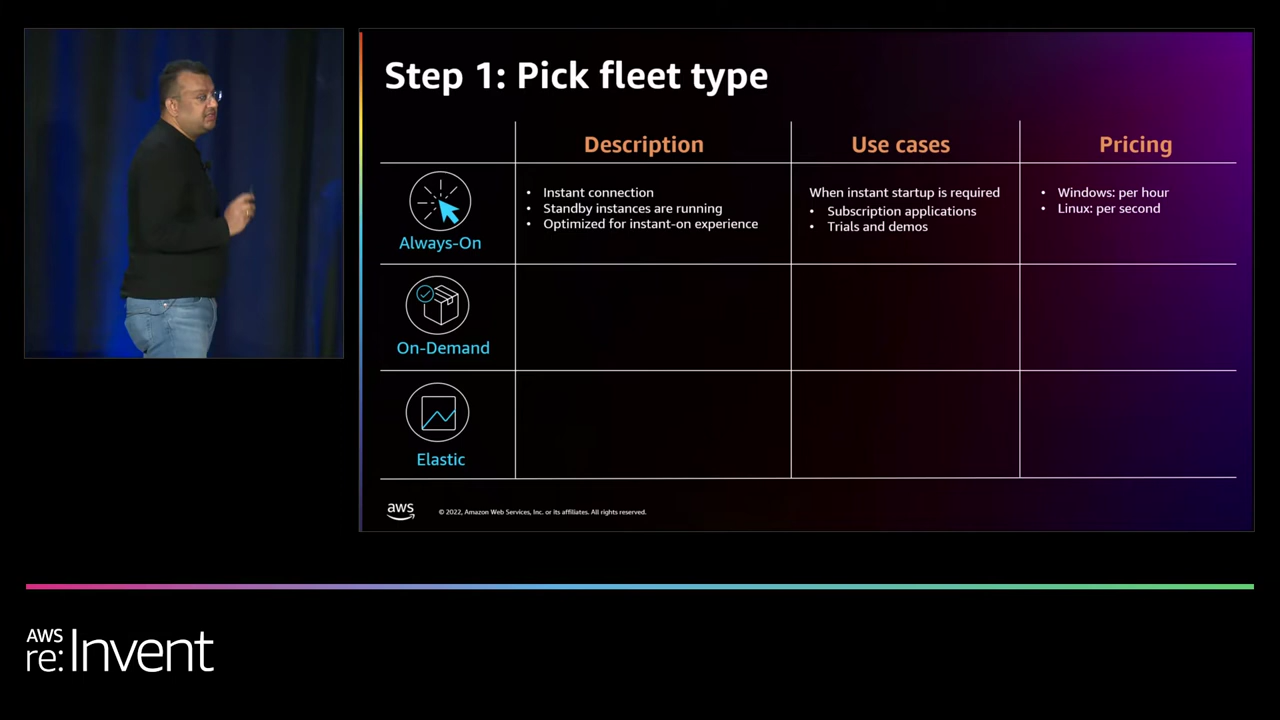 Step 1: Pick fleet type
Description
Use cases
Pricing
Always-On
• Instant connection
• Standby instances are running
• Optimized for instant-on experience
When instant startup is required
• Subscription applications
• Trials and demos
• Windows: per hour
• Linux: per second
On-Demand
Elastic
aws
© 2022, Amazon Web Services, Inc. or its affiliates. All rights reserved.
AWS
re:Invent